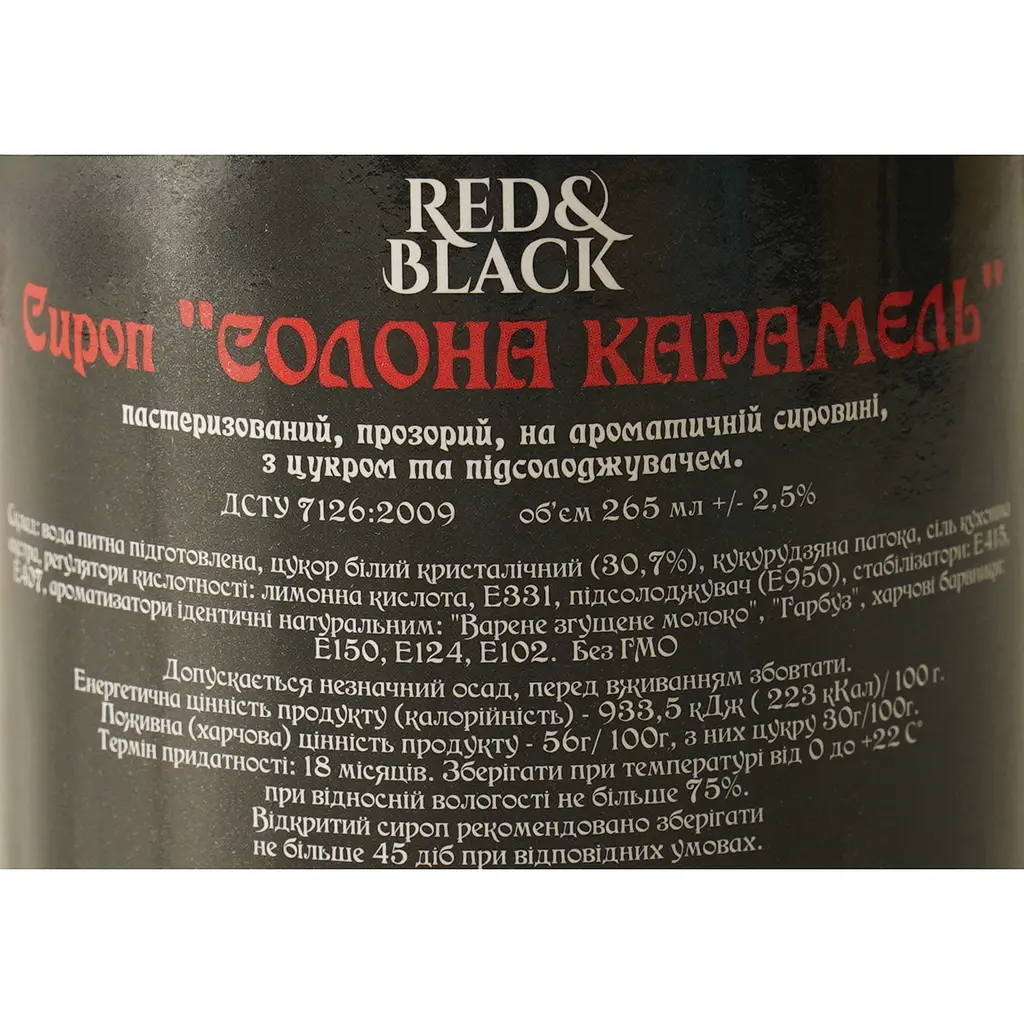 RED&
BLACK
Сироп "СОЛОНА КАРАМЕЛЬ"
пастеризований, прозорий, на ароматичній сировині,
з цукром та підсолоджувачем.
ДСТУ 7126:2009 об'єм 265 мл +/- 2,5%
Склад: вода питна підготовлена, цукор білий кристалічний (30,7%), кукурудзяна патока, сіль кухонна
екстра, регулятори кислотності: лимонна кислота, Е331, підсолоджувач (Е950), стабілізатори: Е415,
Е407, ароматизатори ідентичні натуральним: "Варене згущене молоко", "Гарбуз", харчові барвники:
Е150, Е124, Е102. Без ГМО
Допускається незначний осад, перед вживанням збовтати.
Енергетична цінність продукту (калорійність) - 933,5 кДж ( 223 кКал)/ 100 г.
Поживна (харчова) цінність продукту - 56г/ 100г, з них цукру 30г/100г.
Термін придатності: 18 місяців. Зберігати при температурі від 0 до +22 С°
при відносній вологості не більше 75%.
Відкритий сироп рекомендовано зберігати
не більше 45 діб при відповідних умовах.